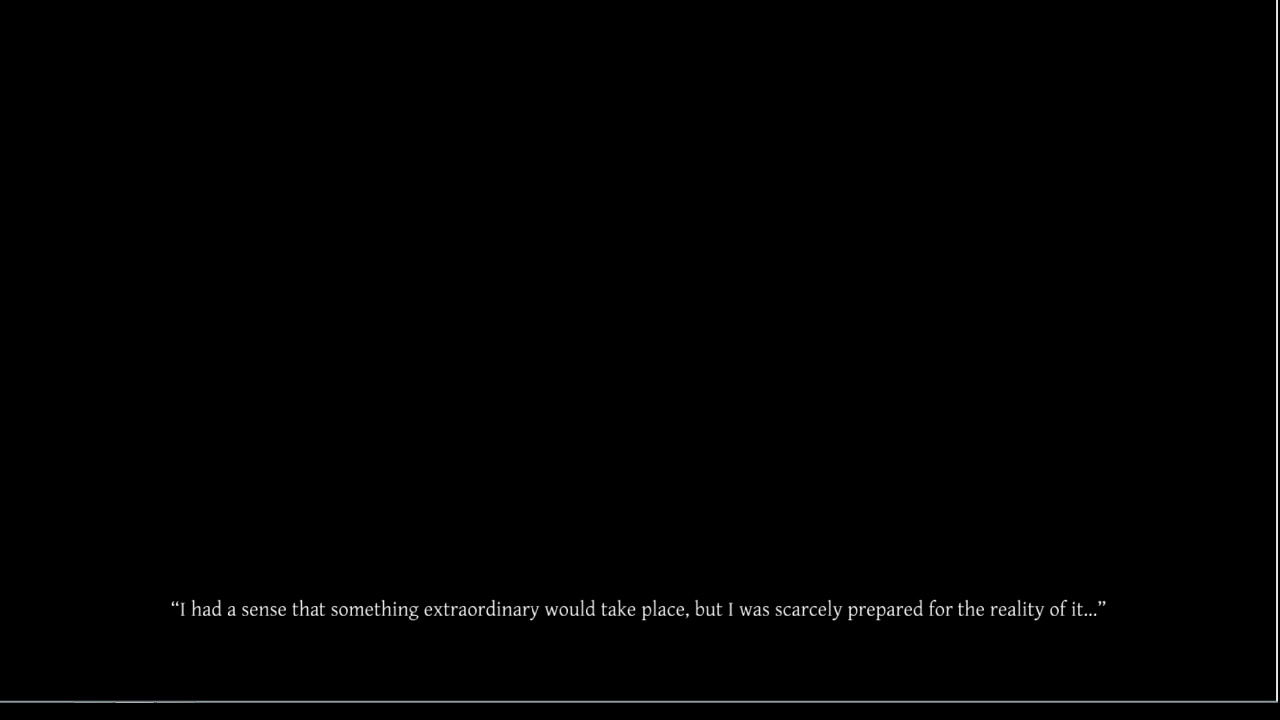 “I had a sense that something extraordinary would take place, but I was scarcely prepared for the reality of it...”